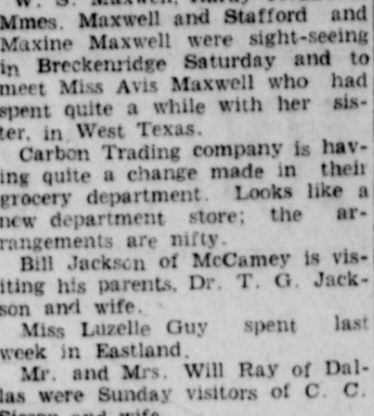 Mmes. Maxwell and Stafford and
Maxine Maxwell were sight-seeing
in Breckenridge Saturday and to
meet Miss Avis Maxwell who had
spent quite a while with her sis-
ter, in West Texas.
Carbon Trading company is hav-
ing quite a change made in their
grocery department. Looks like a
new department store; the ar-
rangements are nifty.
Bill Jackson of McCamey is vis-
iting his parents, Dr. T. G. Jack-
son and wife.
Miss Luzelle Guy spent last
week in Eastland.
Mr. and Mrs. Will Ray of Dal-
las were Sunday visitors of C. C.
and wife